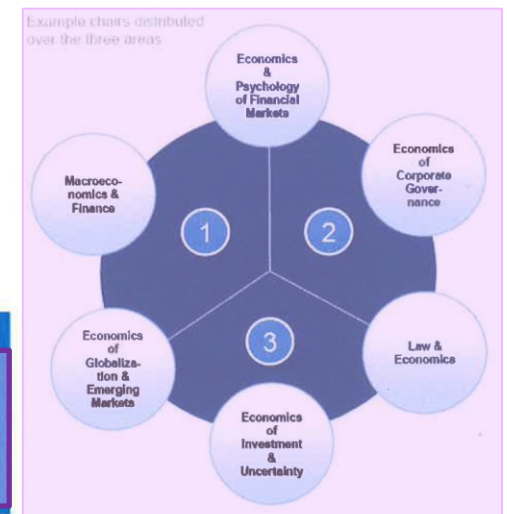 Example chairs distributed
over the three areas
Economics
&
Psychology
of Financial
Markets
Economics
of
Corporate
Gover-
nance
Macroeco-
nomics &
Finance
1
2
3
Economics
of
Globaliza-
tion &
Emerging
Markets
Law &
Economics
Economics
of
Investment
&
Uncertainty